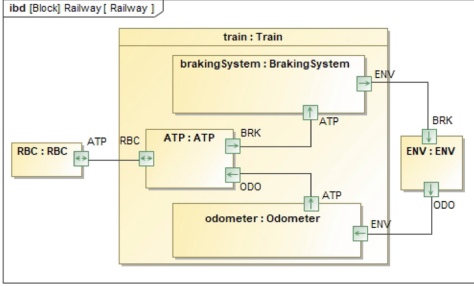 ibd [Block] Railway [ Railway ]
train : Train
brakingSystem : BrakingSystem
ENV
ATP
BRK
RBC : RBC
ATP
RBC
ATP : ATP
BRK
ENV : ENV
ODO
ATP
ODO
odometer : Odometer
ENV